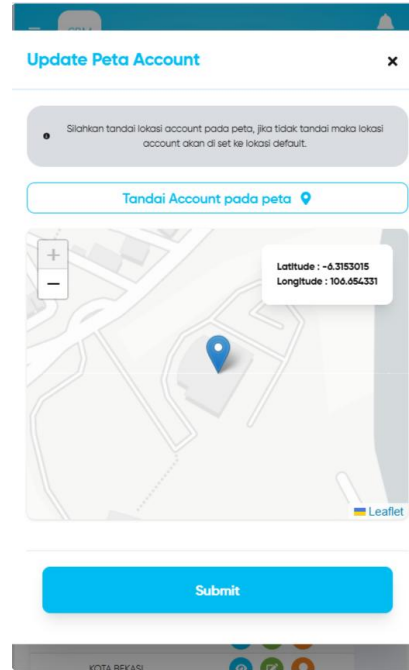 Update Peta Account
Silahkan tandai lokasi account pada peta, jika tidak tandai maka lokasi
account akan di set ke lokasi default.
Tandai Account pada peta
+
Latitude : -6.3153015
Longitude : 106.654331
−
Leaflet
Submit
KOTA BEKASI